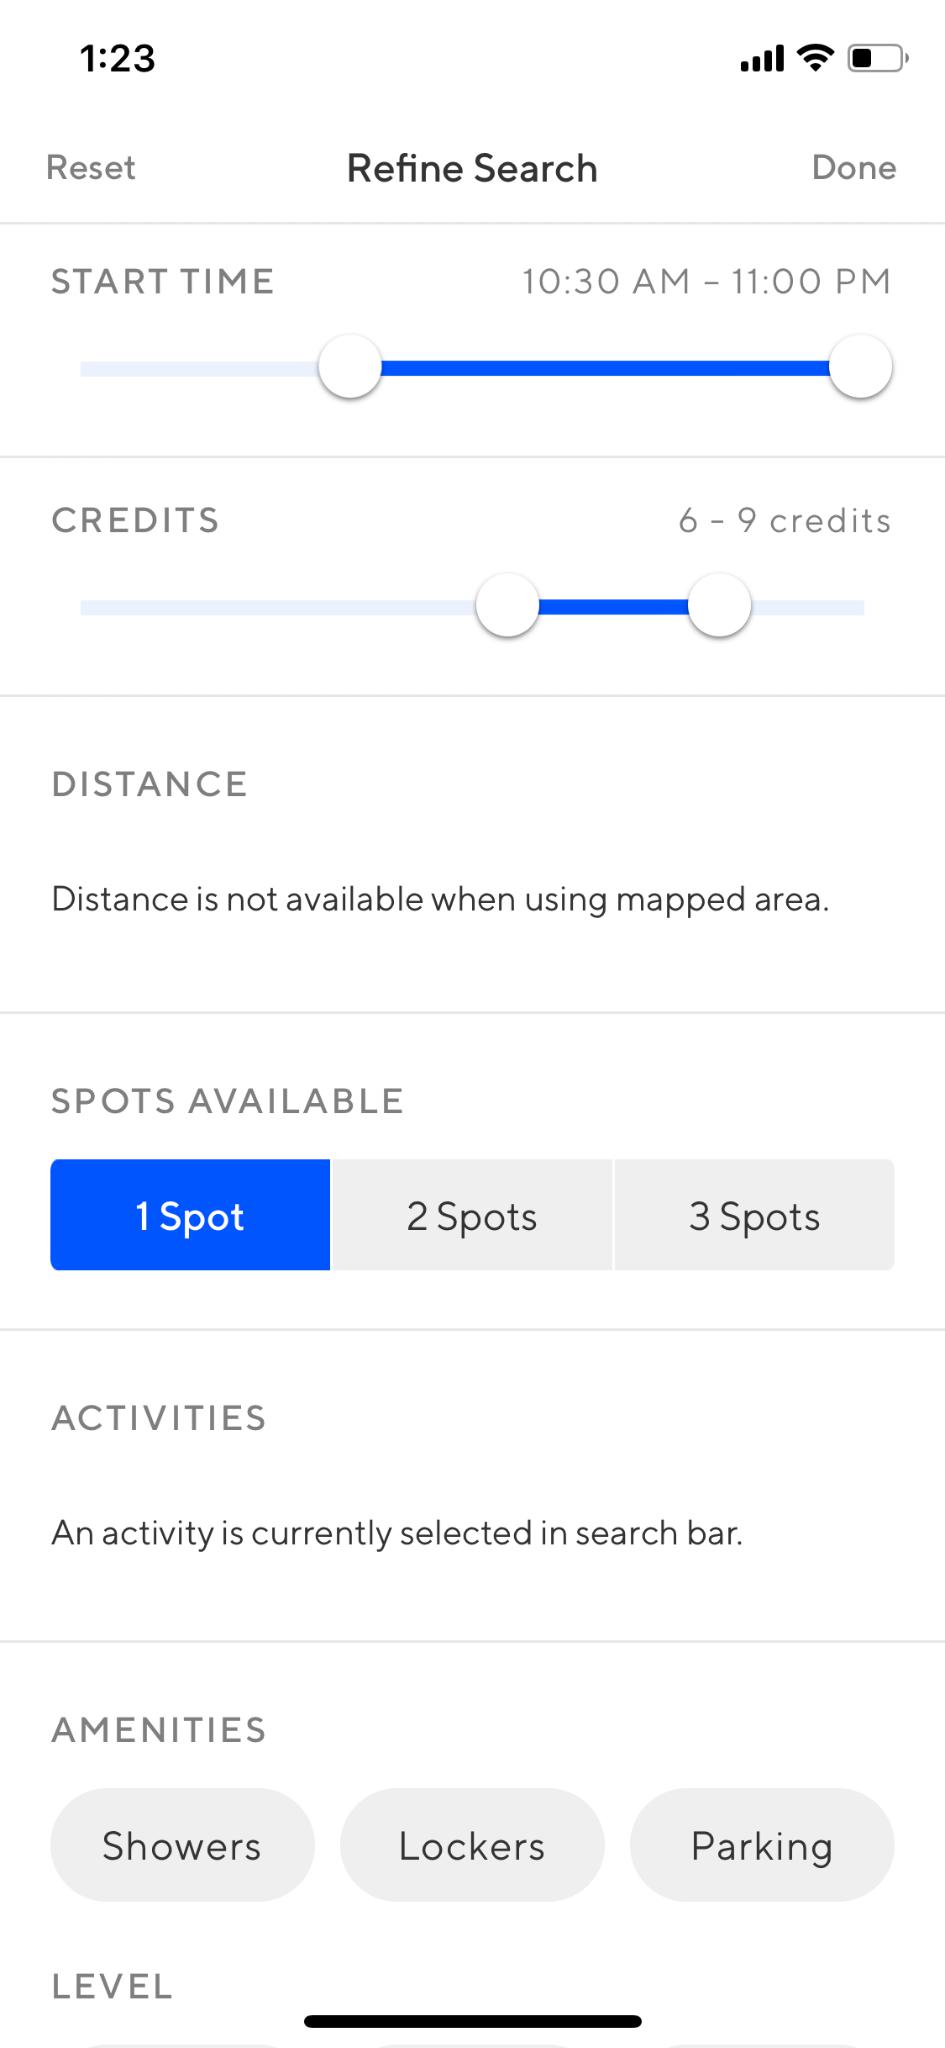 1:23
Reset Refine Search Done
START TIME 10:30 AM – 11:00 PM
CREDITS 6 – 9 credits
DISTANCE
Distance is not available when using mapped area.
SPOTS AVAILABLE
1 Spot 2 Spots 3 Spots
ACTIVITIES
An activity is currently selected in search bar.
AMENITIES
Showers Lockers Parking
LEVEL